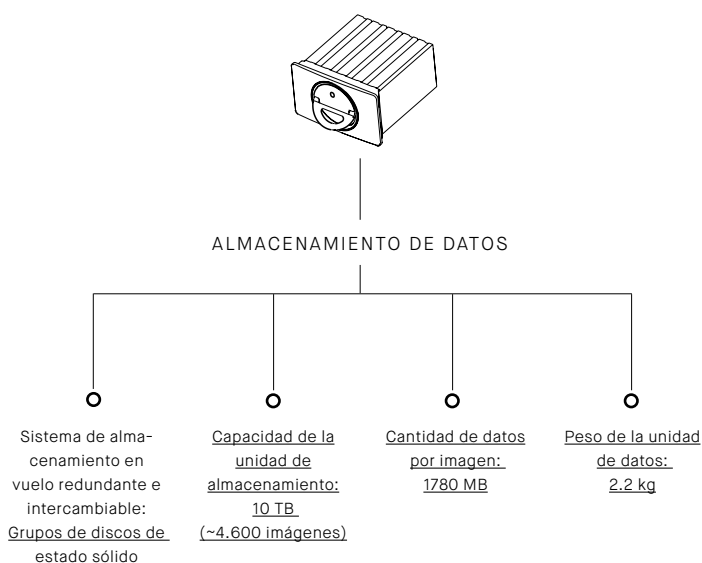 ALMACENAMIENTO DE DATOS
Sistema de alma-
cenamiento en
vuelo redundante e
intercambiable:
Grupos de discos de
estado sólido
Capacidad de la
unidad de
almacenamiento:
10 TB
(~4.600 imágenes)
Cantidad de datos
por imagen:
1780 MB
Peso de la unidad
de datos:
2.2 kg